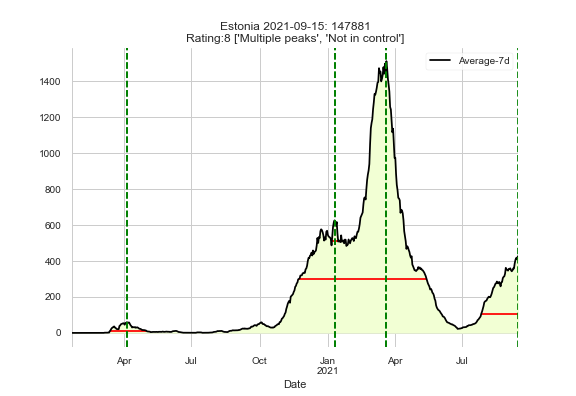 Estonia 2021-09-15: 147881
Rating:8 ['Multiple peaks', 'Not in control']
Average-7d
1400
1200
1000
800
600
400
200
0
Apr Jul Oct Jan Apr Jul
2021
Date